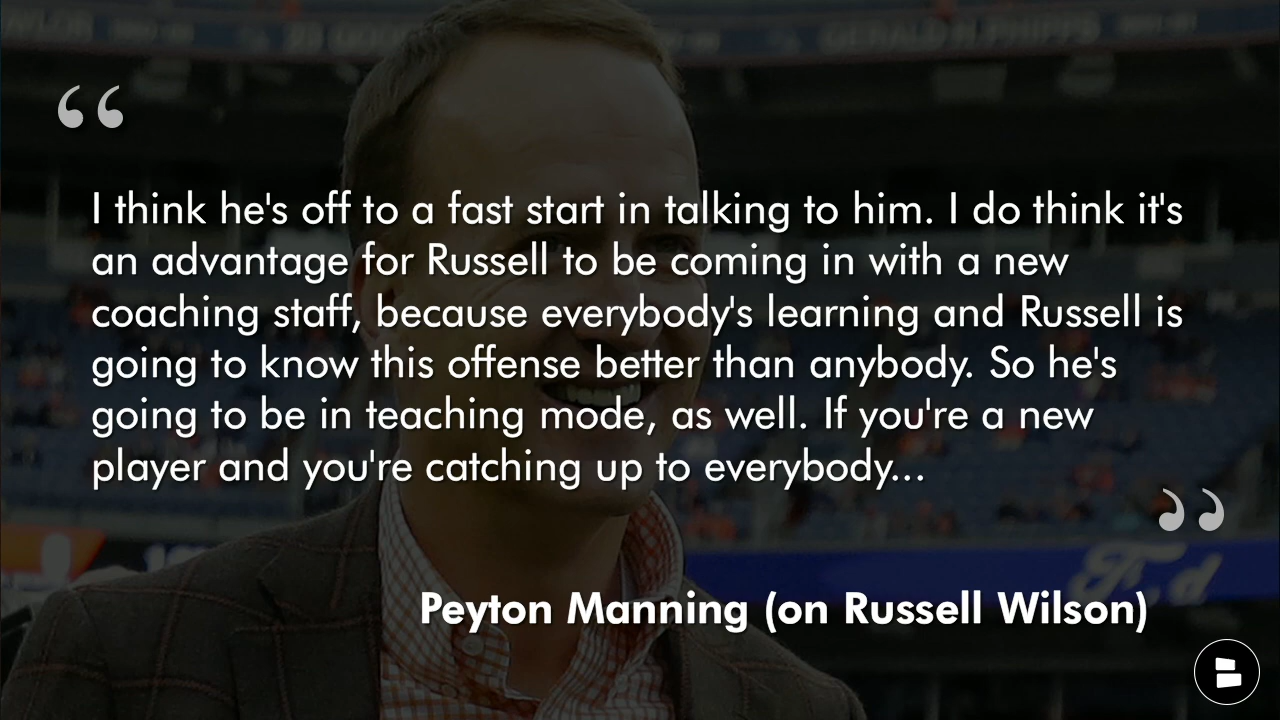 “
I think he's off to a fast start in talking to him. I do think it's
an advantage for Russell to be coming in with a new
coaching staff, because everybody's learning and Russell is
going to know this offense better than anybody. So he's
going to be in teaching mode, as well. If you're a new
player and you're catching up to everybody...
”
Peyton Manning (on Russell Wilson)
GERALD H. PHIPPS
Ford